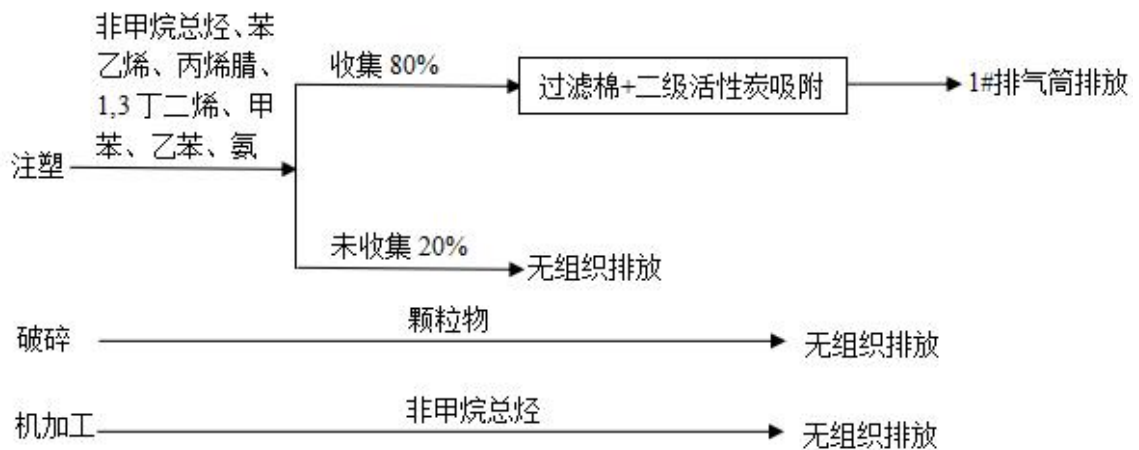 非甲烷总烃、苯
乙烯、丙烯腈、
1,3丁二烯、甲
苯、乙苯、氨
收集 80%
过滤棉+二级活性炭吸附
1#排气筒排放
注塑
未收集 20%
无组织排放
颗粒物
破碎
无组织排放
非甲烷总烃
机加工
无组织排放